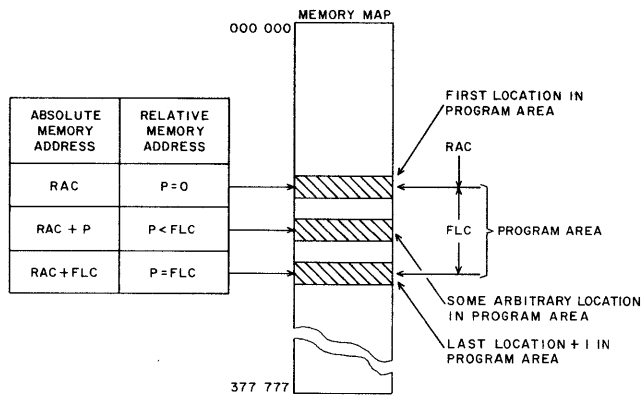 MEMORY MAP
000 000
FIRST LOCATION IN
PROGRAM AREA
ABSOLUTE
MEMORY
ADDRESS
RELATIVE
MEMORY
ADDRESS
RAC
RAC
P=0
RAC + P
P<FLC
FLC
PROGRAM AREA
RAC+FLC
P=FLC
SOME ARBITRARY LOCATION
IN PROGRAM AREA
LAST LOCATION + 1 IN
PROGRAM AREA
377 777